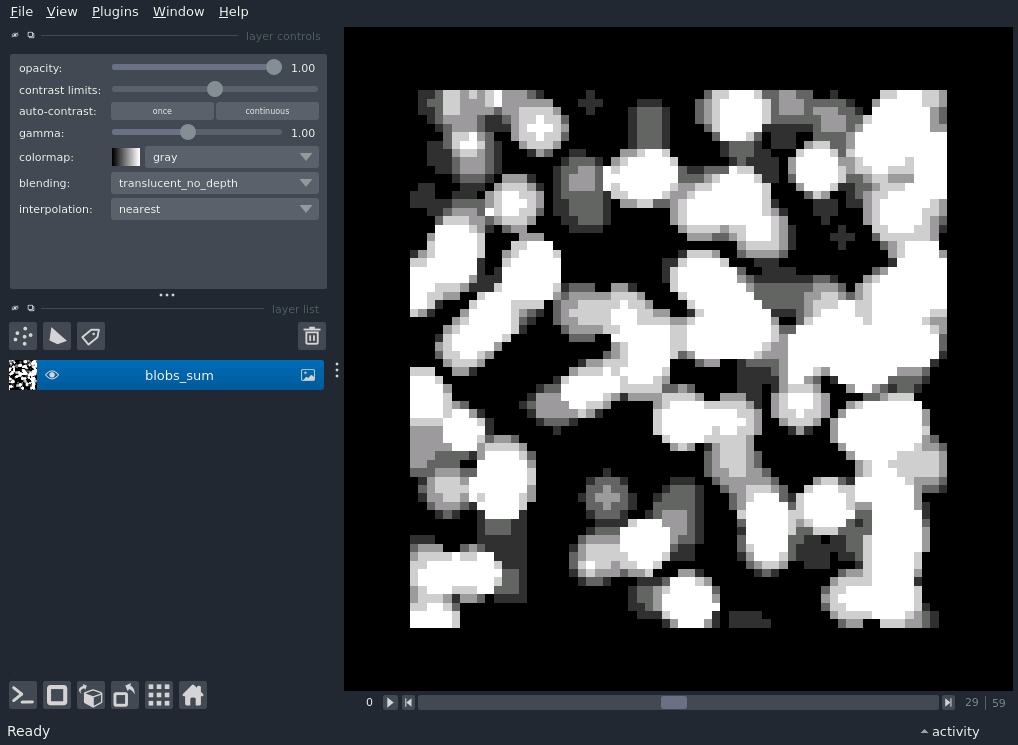 File View Plugins Window Help
layer controls
opacity: 1.00
contrast limits:
auto-contrast: once continuous
gamma: 1.00
colormap: gray
blending: translucent_no_depth
interpolation: nearest
layer list
blobs_sum
0 29 | 59
Ready activity